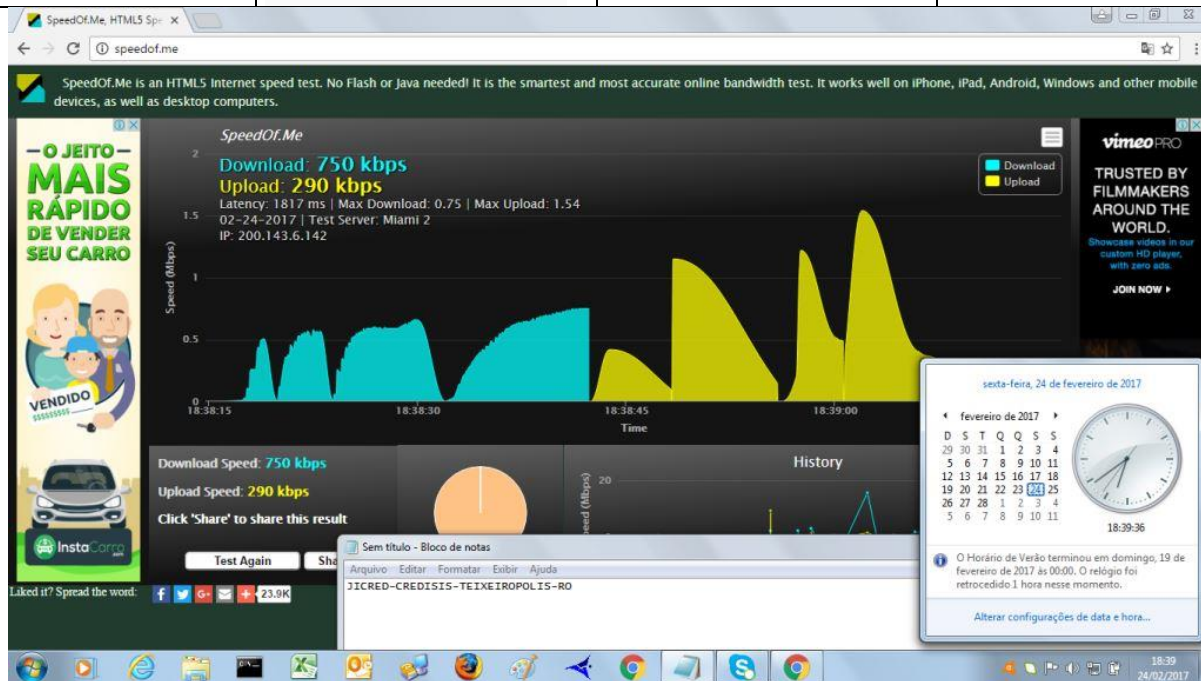 SpeedOf.Me, HTML5 Spe
speedof.me
SpeedOf.Me is an HTML5 Internet speed test. No Flash or Java needed! It is the smartest and most accurate online bandwidth test. It works well on iPhone, iPad, Android, Windows and other mobile
devices, as well as desktop computers.
O JEITO
MAIS
RÁPIDO
DE VENDER
SEU CARRO
VENDIDO
$$$$$$$$$
InstaCarro.com
SpeedOf.Me
Download: 750 kbps
Upload: 290 kbps
Latency: 1817 ms | Max Download: 0.75 | Max Upload: 1.54
02-24-2017 | Test Server: Miami 2
IP: 200.143.6.142
Download
Upload
2
1.5
1
0.5
0
Speed (Mbps)
18:38:15 18:38:30 18:38:45 18:39:00
Time
vimeo PRO
TRUSTED BY
FILMMAKERS
AROUND THE
WORLD.
Showcase videos in our
custom HD player,
with zero ads.
JOIN NOW
Download Speed: 750 kbps
Upload Speed: 290 kbps
Click 'Share' to share this result
Test Again Sha
History
20
eed (Mbps)
Liked it? Spread the word: 23.9K
Sem título - Bloco de notas
Arquivo Editar Formatar Exibir Ajuda
JICRED-CREDISIS-TEIXEIROPOLIS-RO
sexta-feira, 24 de fevereiro de 2017
fevereiro de 2017
D S T Q Q S S
29 30 31 1 2 3 4
5 6 7 8 9 10 11
12 13 14 15 16 17 18
19 20 21 22 23 24 25
26 27 28 1 2 3 4
5 6 7 8 9 10 11
18:39:36
O Horário de Verão terminou em domingo, 19 de
fevereiro de 2017 às 00:00. O relógio foi
retrocedido 1 hora nesse momento.
Alterar configurações de data e hora...
18:39
24/02/2017